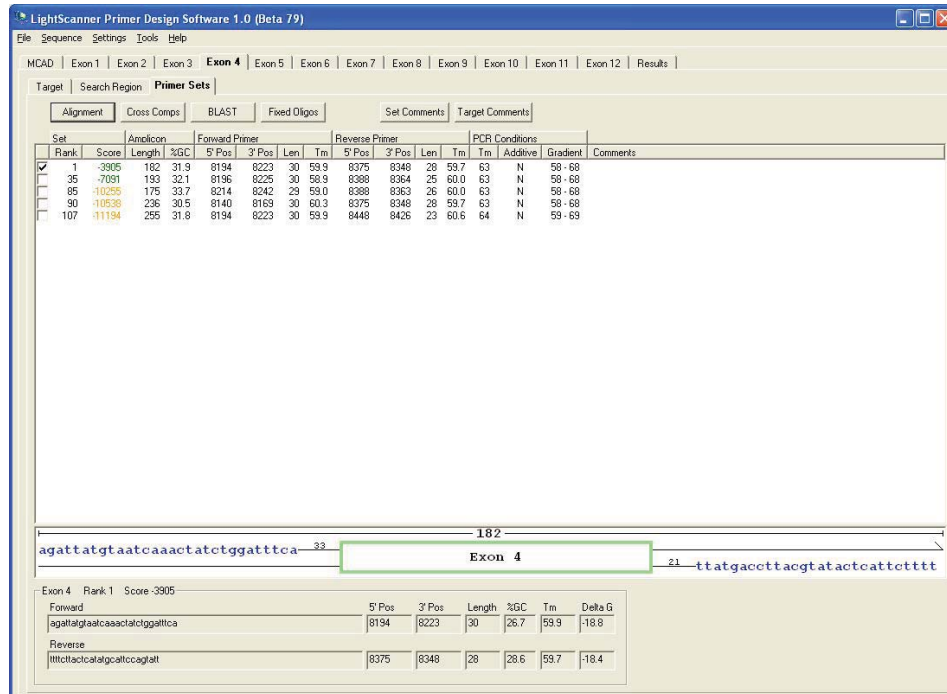 LightScanner Primer Design Software 1.0 (Beta 79)
File Sequence Settings Tools Help
MCAD Exon 1 Exon 2 Exon 3 Exon 4 Exon 5 Exon 6 Exon 7 Exon 8 Exon 9 Exon 10 Exon 11 Exon 12 Results
Target Search Region Primer Sets
Alignment Cross Comps BLAST Fixed Oligos Set Comments Target Comments
Set Amplicon Forward Primer Reverse Primer PCR Conditions
Rank Score Length %GC 5' Pos 3' Pos Len Tm 5' Pos 3' Pos Len Tm Tm Additive Gradient Comments
1 -3905 182 31.9 8194 8223 30 59.9 8375 8348 28 59.7 63 N 58 - 68
35 -7091 193 32.1 8196 8225 30 58.9 8388 8364 25 60.0 63 N 58 - 68
85 -10255 175 33.7 8214 8242 29 59.0 8388 8363 26 60.0 63 N 58 - 68
90 -10538 236 30.5 8140 8169 30 60.3 8375 8348 28 59.7 63 N 58 - 68
107 -11194 255 31.8 8194 8223 30 59.9 8448 8426 23 60.6 64 N 59 - 69
182
agattatgtaatcaaactatctggatttca 33
Exon 4
21 ttatgaccttacgtatactcattctttt
Exon 4 Rank 1 Score -3905
Forward 5' Pos 3' Pos Length %GC Tm Delta G
agattatgtaatcaaactatctggatttca 8194 8223 30 26.7 59.9 -18.8
Reverse
ttttcttactcatatgcattccagtatt 8375 8348 28 28.6 59.7 -18.4